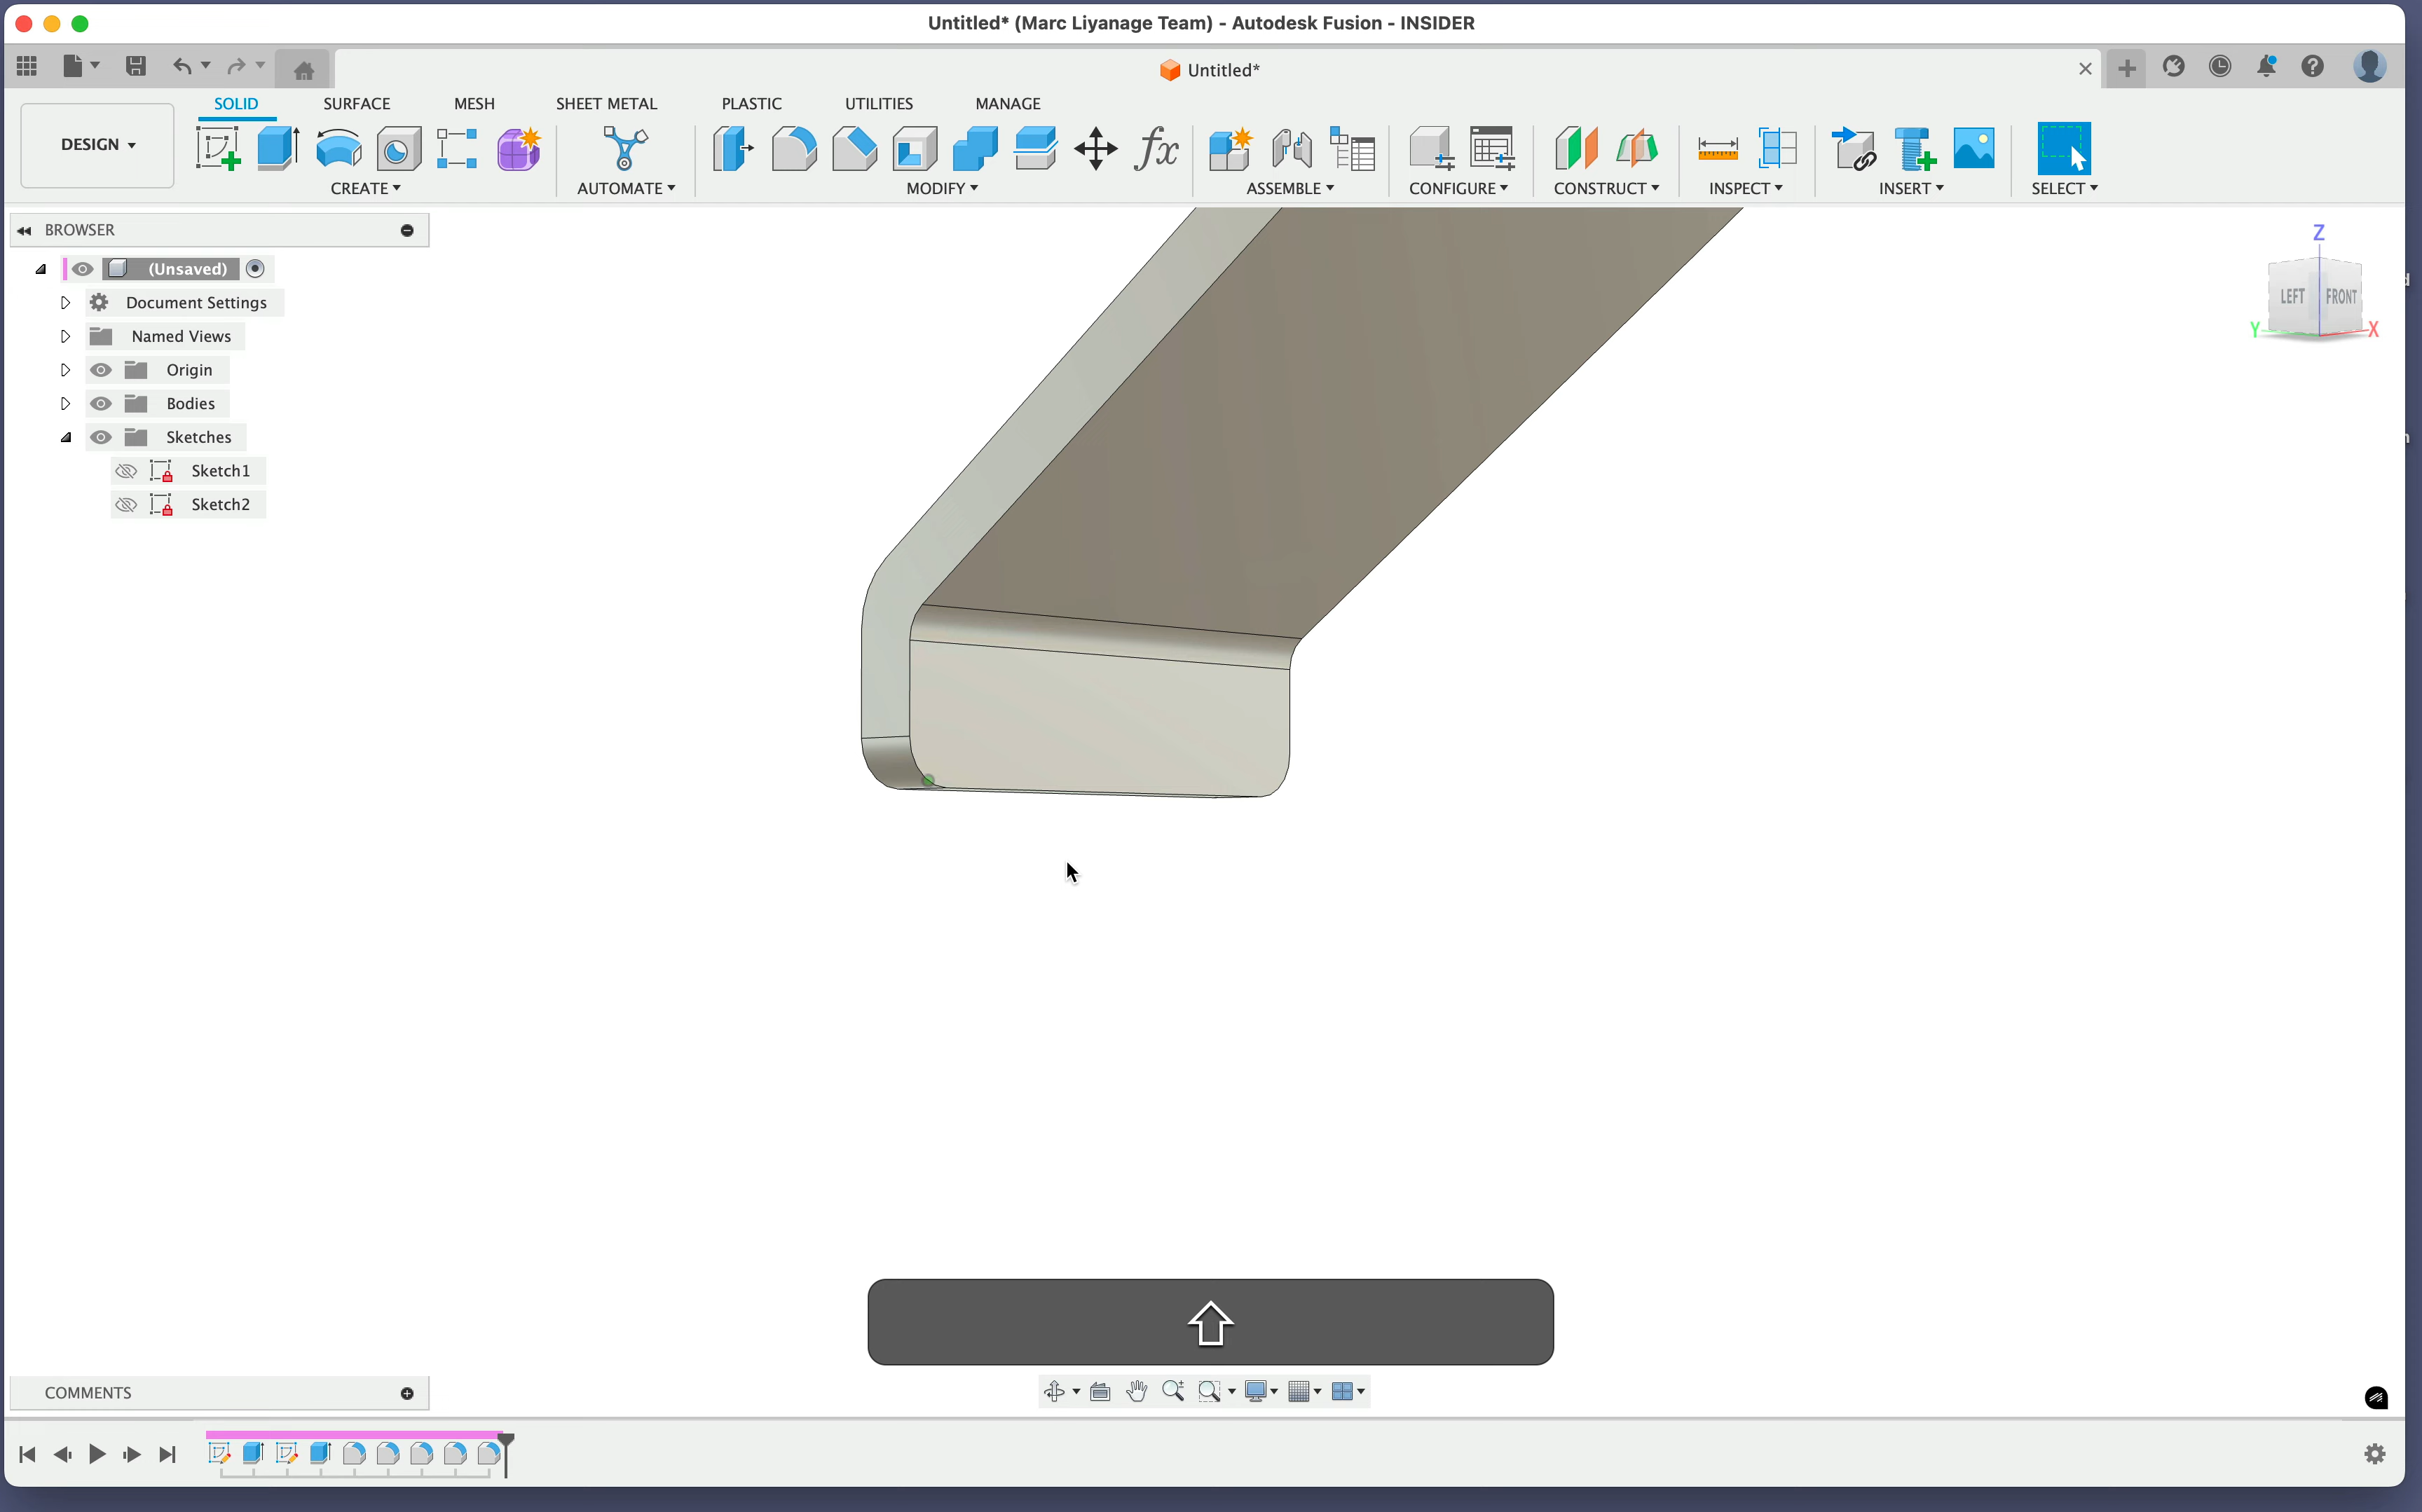 Untitled* (Marc Liyanage Team) - Autodesk Fusion - INSIDER
Untitled*
DESIGN
SOLID SURFACE MESH SHEET METAL PLASTIC UTILITIES MANAGE
fx
CREATE AUTOMATE MODIFY ASSEMBLE CONFIGURE CONSTRUCT INSPECT INSERT SELECT
BROWSER
(Unsaved)
Document Settings
Named Views
Origin
Bodies
Sketches
Sketch1
Sketch2
Z
LEFT FRONT
Y X
COMMENTS